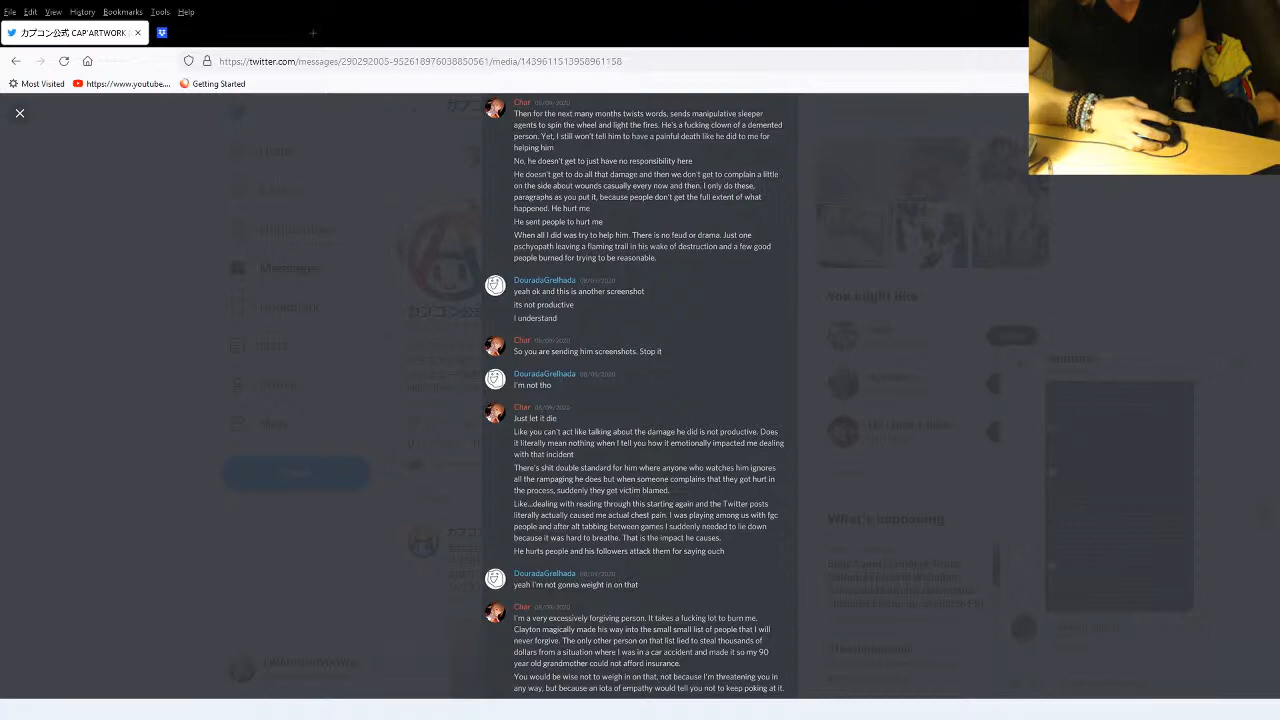 File Edit View History Bookmarks Tools Help
カプコン公式 CAP'ARTWORK
https://twitter.com/messages/290292005-952618976038850561/media/1439611513958961158
Most Visited https://www.youtube.... Getting Started
Char 08/09/2020
Then for the next many months twists words, sends manipulative sleeper
agents to spin the wheel and light the fires. He's a fucking clown of a demented
person. Yet, I still won't tell him to have a painful death like he did to me for
helping him
No, he doesn't get to just have no responsibility here
He doesn't get to do all that damage and then we don't get to complain a little
on the side about wounds casually every now and then. I only do these,
paragraphs as you put it, because people don't get the full extent of what
happened. He hurt me
He sent people to hurt me
When all I did was try to help him. There is no feud or drama. Just one
pschyopath leaving a flaming trail in his wake of destruction and a few good
people burned for trying to be reasonable.
DouradaGrelhada 08/09/2020
yeah ok and this is another screenshot
its not productive
I understand
Char 08/09/2020
So you are sending him screenshots. Stop it
DouradaGrelhada 08/09/2020
I'm not tho
Char 08/09/2020
Just let it die
Like you can't act like talking about the damage he did is not productive. Does
it literally mean nothing when I tell you how it emotionally impacted me dealing
with that incident
There's shit double standard for him where anyone who watches him ignores
all the rampaging he does but when someone complains that they got hurt in
the process, suddenly they get victim blamed.
Like...dealing with reading through this starting again and the Twitter posts
literally actually caused me actual chest pain. I was playing among us with fgc
people and after alt tabbing between games I suddenly needed to lie down
because it was hard to breathe. That is the impact he causes.
He hurts people and his followers attack them for saying ouch
DouradaGrelhada 08/09/2020
yeah I'm not gonna weight in on that
Char 08/09/2020
I'm a very excessively forgiving person. It takes a fucking lot to burn me.
Clayton magically made his way into the small small list of people that I will
never forgive. The only other person on that list lied to steal thousands of
dollars from a situation where I was in a car accident and made it so my 90
year old grandmother could not afford insurance.
You would be wise not to weigh in on that, not because I'm threatening you in
any way, but because an iota of empathy would tell you not to keep poking at it.
Messages
You might like
What's happening